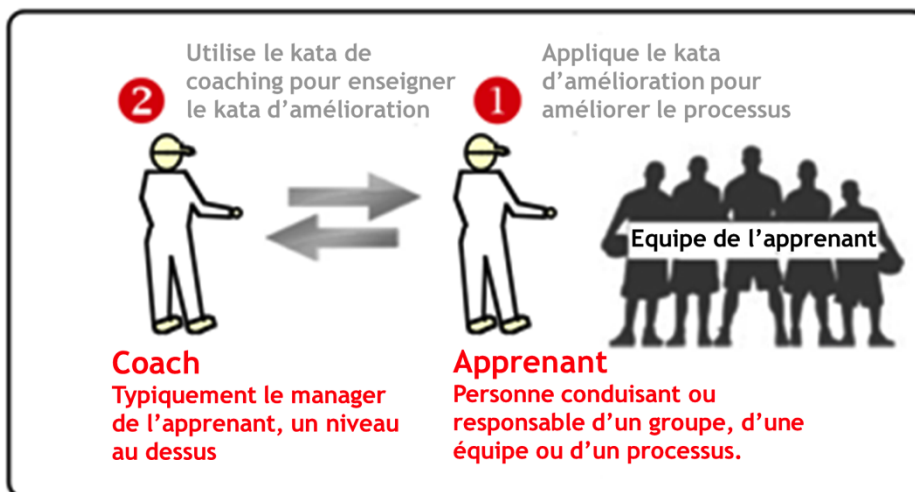 Utilise le kata de
coaching pour enseigner
le kata d’amélioration
2
Applique le kata
d’amélioration pour
améliorer le processus
1
Equipe de l’apprenant
Coach
Typiquement le manager
de l’apprenant, un niveau
au dessus
Apprenant
Personne conduisant ou
responsable d’un groupe, d’une
équipe ou d’un processus.